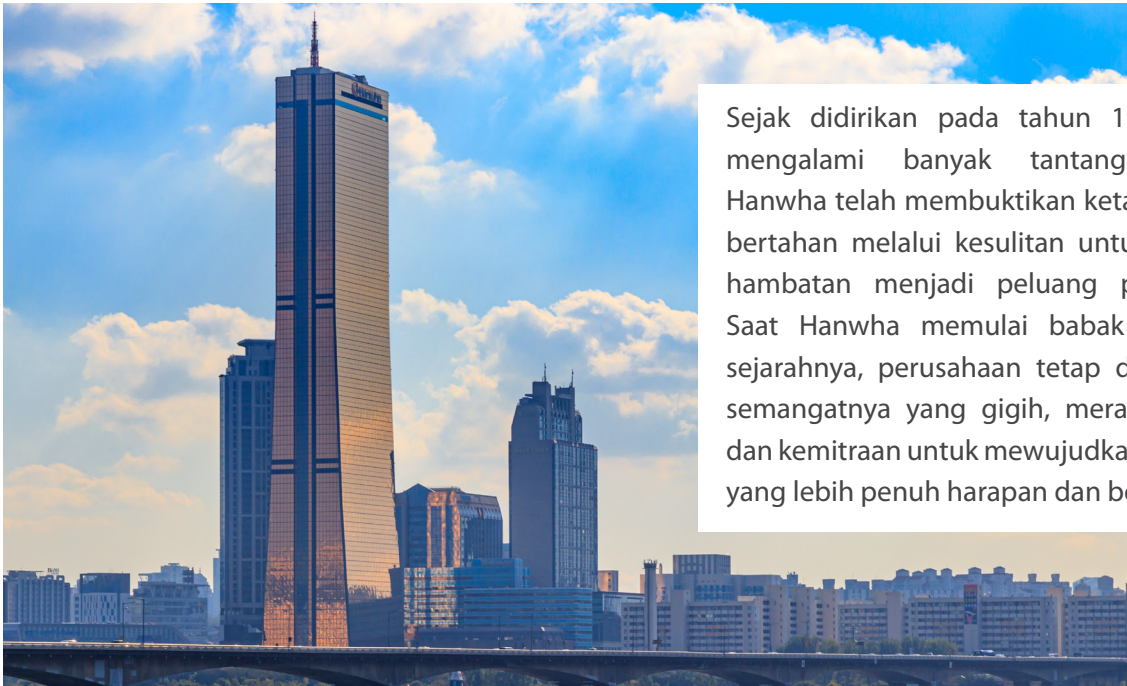 Sejak didirikan pada tahun 1
mengalami banyak tantang
Hanwha telah membuktikan keta
bertahan melalui kesulitan untu
hambatan menjadi peluang p
Saat Hanwha memulai babak
sejarahnya, perusahaan tetap d
semangatnya yang gigih, mera
dan kemitraan untuk mewujudka
yang lebih penuh harapan dan be